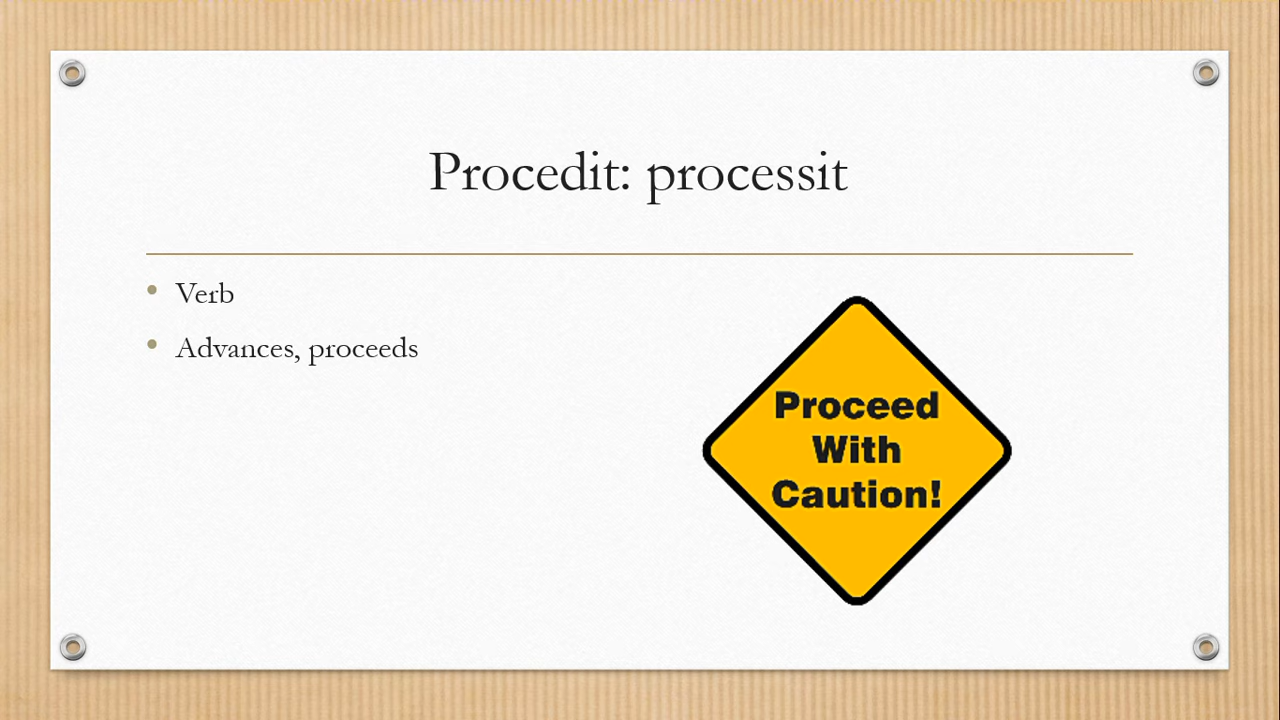 Procedit: processit
Verb
Advances, proceeds
Proceed
With
Caution!